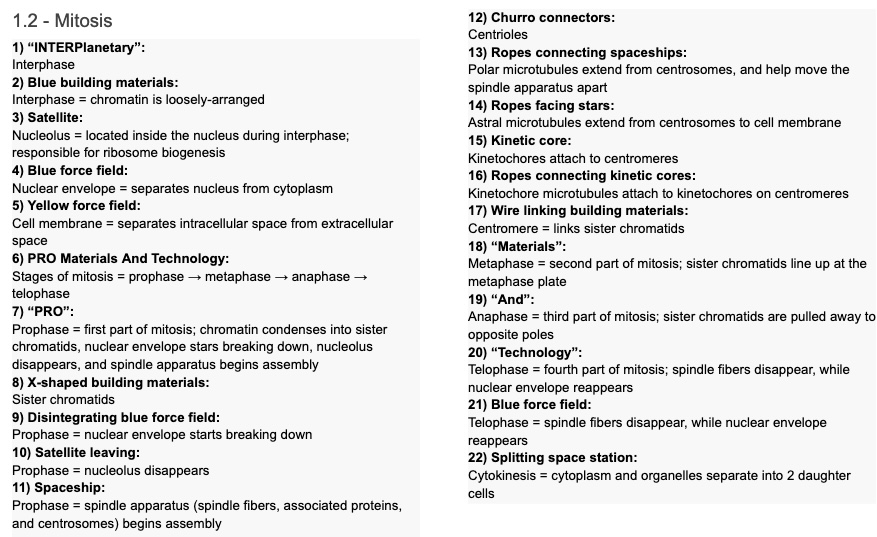 1.2 - Mitosis
1) “INTERPlanetary”:
Interphase
2) Blue building materials:
Interphase = chromatin is loosely-arranged
3) Satellite:
Nucleolus = located inside the nucleus during interphase;
responsible for ribosome biogenesis
4) Blue force field:
Nuclear envelope = separates nucleus from cytoplasm
5) Yellow force field:
Cell membrane = separates intracellular space from extracellular
space
6) PRO Materials And Technology:
Stages of mitosis = prophase → metaphase → anaphase →
telophase
7) “PRO”:
Prophase = first part of mitosis; chromatin condenses into sister
chromatids, nuclear envelope stars breaking down, nucleolus
disappears, and spindle apparatus begins assembly
8) X-shaped building materials:
Sister chromatids
9) Disintegrating blue force field:
Prophase = nuclear envelope starts breaking down
10) Satellite leaving:
Prophase = nucleolus disappears
11) Spaceship:
Prophase = spindle apparatus (spindle fibers, associated proteins,
and centrosomes) begins assembly
12) Churro connectors:
Centrioles
13) Ropes connecting spaceships:
Polar microtubules extend from centrosomes, and help move the
spindle apparatus apart
14) Ropes facing stars:
Astral microtubules extend from centrosomes to cell membrane
15) Kinetic core:
Kinetochores attach to centromeres
16) Ropes connecting kinetic cores:
Kinetochore microtubules attach to kinetochores on centromeres
17) Wire linking building materials:
Centromere = links sister chromatids
18) “Materials”:
Metaphase = second part of mitosis; sister chromatids line up at the
metaphase plate
19) “And”:
Anaphase = third part of mitosis; sister chromatids are pulled away to
opposite poles
20) “Technology”:
Telophase = fourth part of mitosis; spindle fibers disappear, while
nuclear envelope reappears
21) Blue force field:
Telophase = spindle fibers disappear, while nuclear envelope
reappears
22) Splitting space station:
Cytokinesis = cytoplasm and organelles separate into 2 daughter
cells